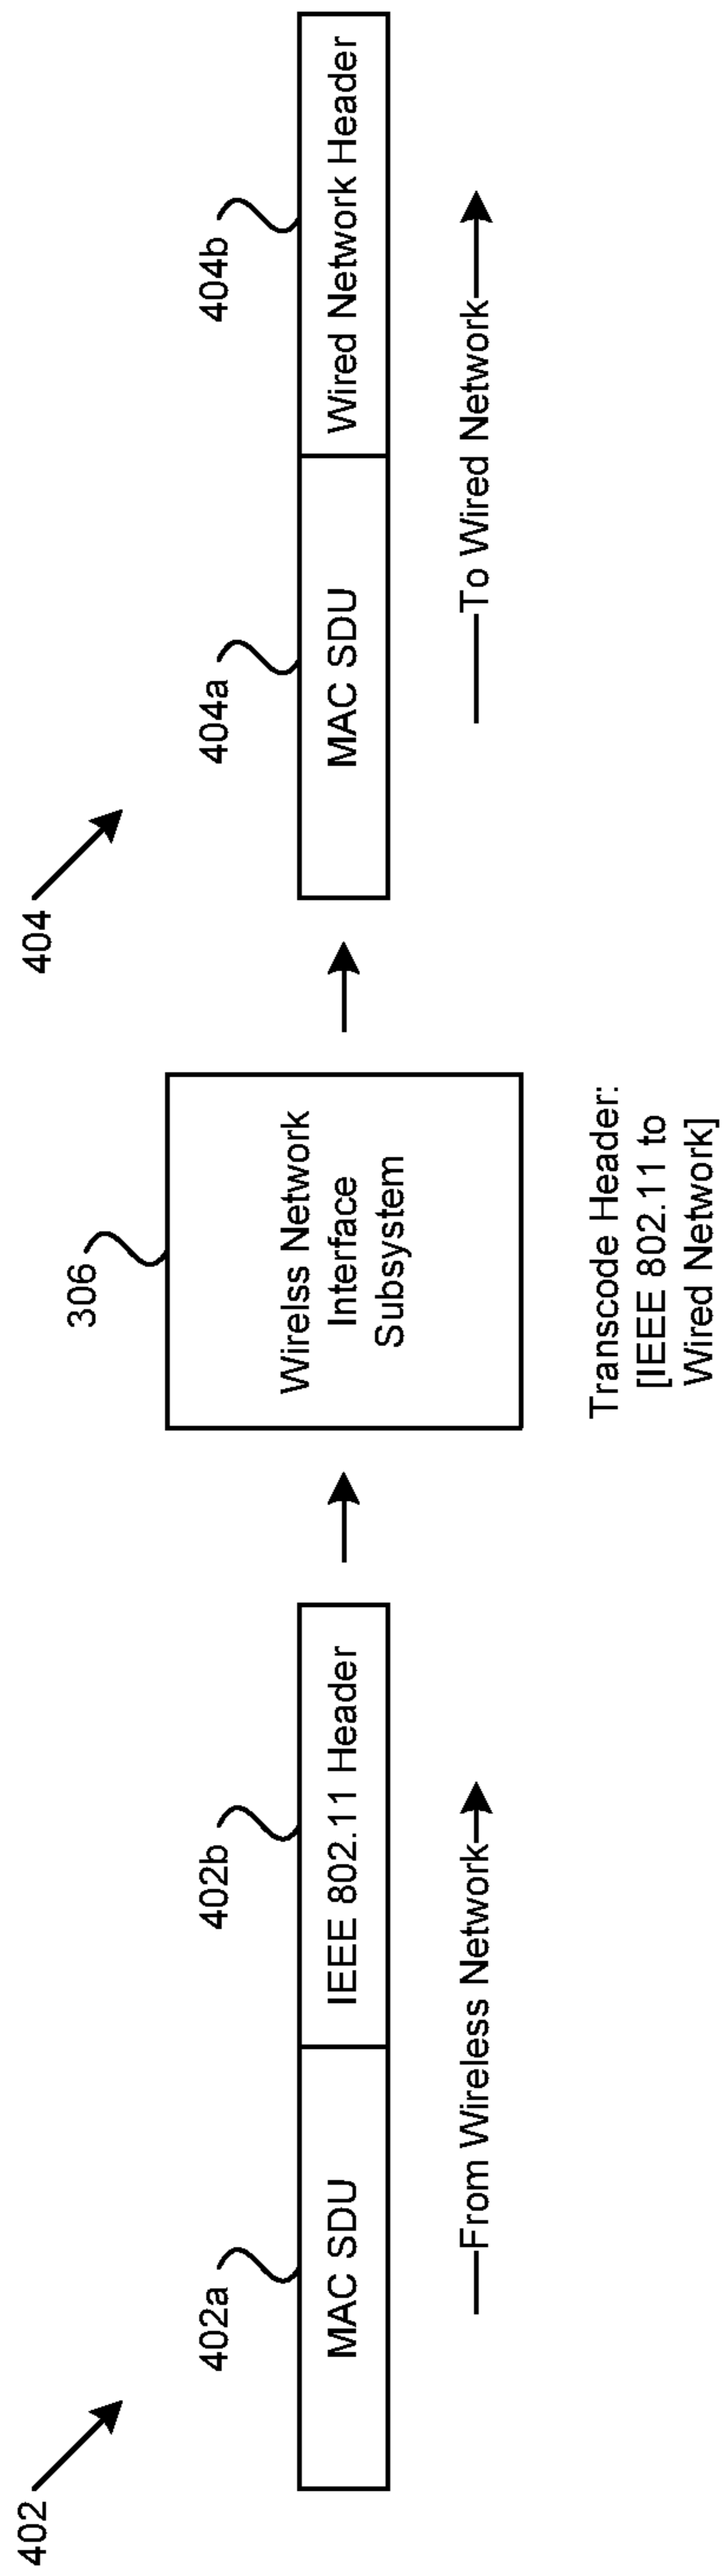 402
402a
402b
MAC SDU
IEEE 802.11 Header
From Wireless Network
306
Wirelss Network
Interface
Subsystem
Transcode Header:
[IEEE 802.11 to
Wired Network]
404
404a
404b
MAC SDU
Wired Network Header
To Wired Network